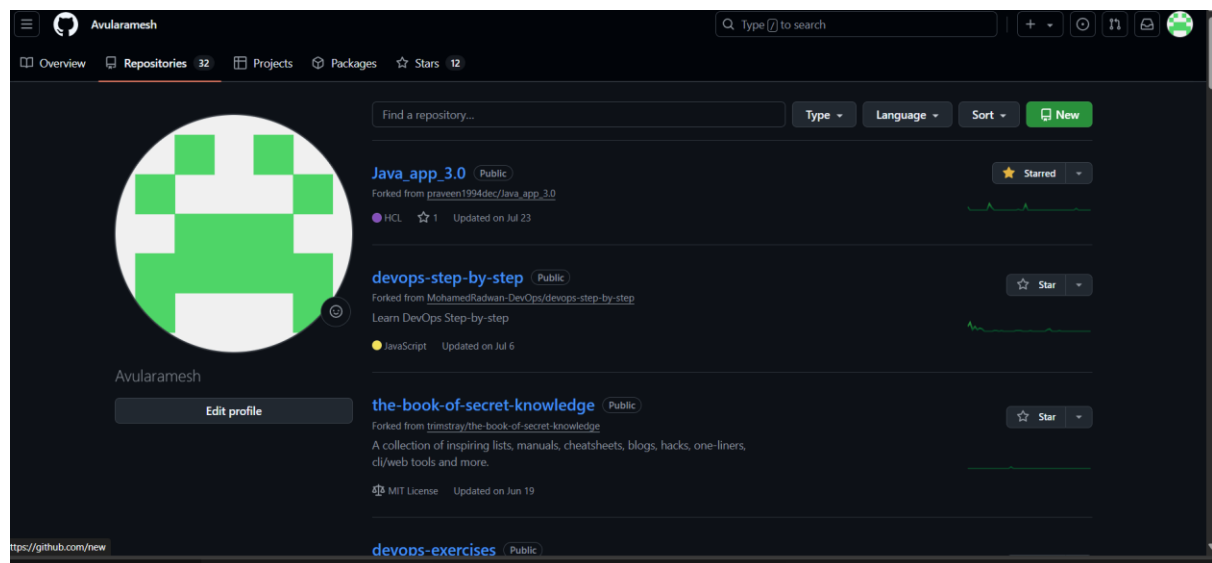 Avularamesh
Type / to search
Overview Repositories 32 Projects Packages Stars 12
Find a repository... Type Language Sort New
Java_app_3.0 Public
Starred
Forked from praveen1994dec/Java_app_3.0
HCL 1 Updated on Jul 23
devops-step-by-step Public
Star
Forked from MohamedRadwan-DevOps/devops-step-by-step
Learn DevOps Step-by-step
JavaScript Updated on Jul 6
Avularamesh
Edit profile
the-book-of-secret-knowledge Public
Star
Forked from trimstray/the-book-of-secret-knowledge
A collection of inspiring lists, manuals, cheatsheets, blogs, hacks, one-liners,
cli/web tools and more.
MIT License Updated on Jun 19
devops-exercises Public
ttps://github.com/new